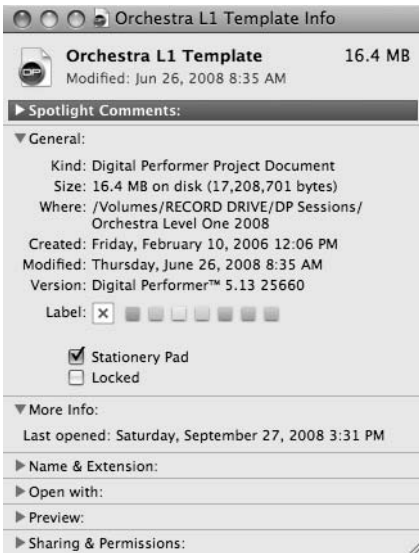 Orchestra L1 Template Info
Orchestra L1 Template 16.4 MB
Modified: Jun 26, 2008 8:35 AM
DP
Spotlight Comments:
General:
Kind: Digital Performer Project Document
Size: 16.4 MB on disk (17,208,701 bytes)
Where: /Volumes/RECORD DRIVE/DP Sessions/
Orchestra Level One 2008
Created: Friday, February 10, 2006 12:06 PM
Modified: Thursday, June 26, 2008 8:35 AM
Version: Digital Performer™ 5.13 25660
Label:
Stationery Pad
Locked
More Info:
Last opened: Saturday, September 27, 2008 3:31 PM
Name & Extension:
Open with:
Preview:
Sharing & Permissions: